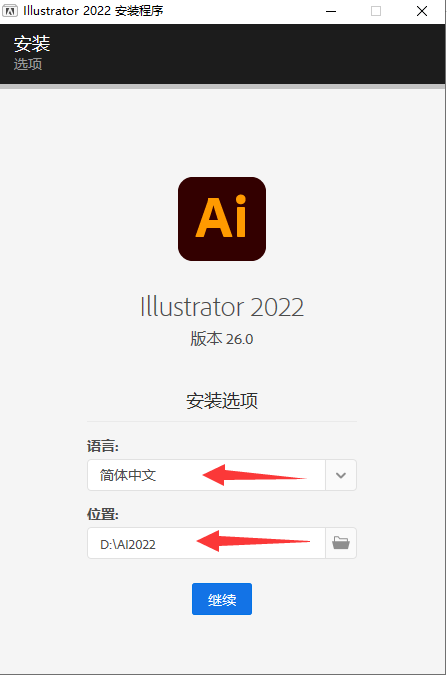 Illustrator 2022 安装程序
安装
选项
Ai
Illustrator 2022
版本 26.0
安装选项
语言:
简体中文
位置:
D:\AI2022
继续